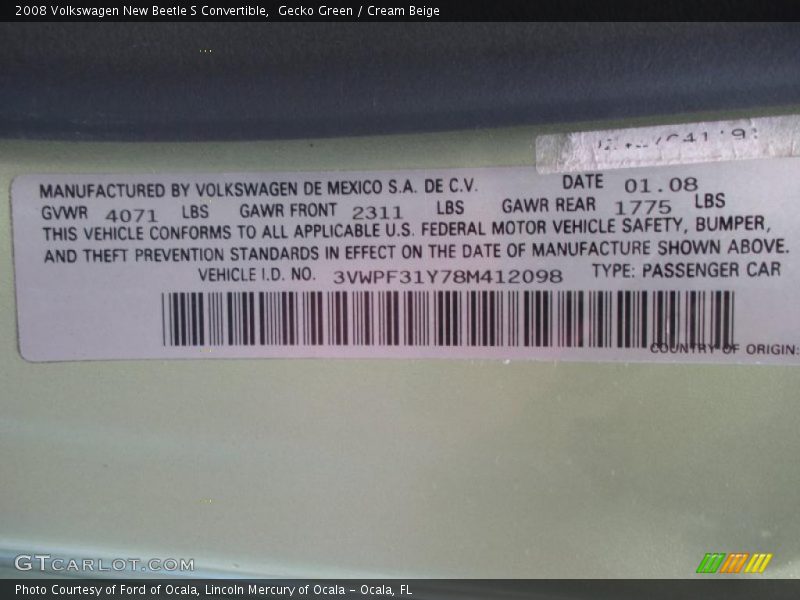 2008 Volkswagen New Beetle S Convertible,  Gecko Green / Cream Beige
MANUFACTURED BY VOLKSWAGEN DE MEXICO S.A. DE C.V. DATE 01.08
GVWR 4071 LBS GAWR FRONT 2311 LBS GAWR REAR 1775 LBS
THIS VEHICLE CONFORMS TO ALL APPLICABLE U.S. FEDERAL MOTOR VEHICLE SAFETY, BUMPER,
AND THEFT PREVENTION STANDARDS IN EFFECT ON THE DATE OF MANUFACTURE SHOWN ABOVE.
VEHICLE I.D. NO. 3VWPF31Y78M412098 TYPE: PASSENGER CAR
COUNTRY OF ORIGIN:
GTCARLOT.COM
Photo Courtesy of Ford of Ocala, Lincoln Mercury of Ocala – Ocala, FL